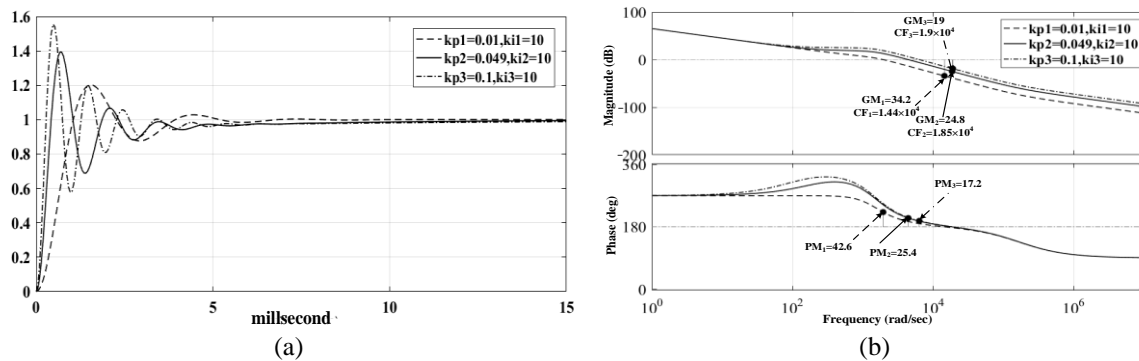 1.6
1.4
1.2
1
0.8
0.6
0.4
0.2
0
0
5
10
15
millsecond
kp1=0.01,ki1=10
kp2=0.049,ki2=10
kp3=0.1,ki3=10
(a)
(b)
100
0
-100
-200
Magnitude (dB)
GM₃=19
CF₃=1.9×10⁴
GM₁=34.2
CF₁=1.44×10⁴
GM₂=24.8
CF₂=1.85×10⁴
kp1=0.01,ki1=10
kp2=0.049,ki2=10
kp3=0.1,ki3=10
360
180
0
Phase (deg)
PM₃=17.2
PM₁=42.6
PM₂=25.4
10⁰
10²
10⁴
10⁶
Frequency (rad/sec)